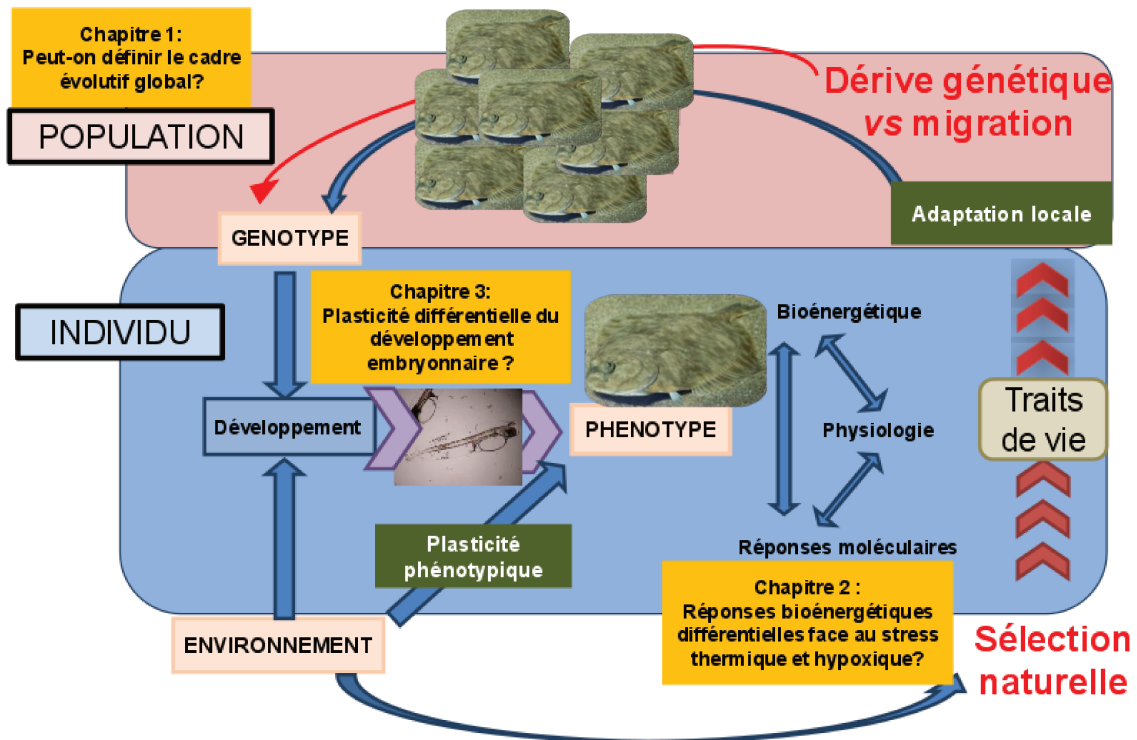 Chapitre 1:
Peut-on définir le cadre
évolutif global?
POPULATION
Dérive génétique
vs migration
Adaptation locale
GENOTYPE
INDIVIDU
Chapitre 3:
Plasticité différentielle du
développement
embryonnaire ?
Bioénergétique
Développement
PHENOTYPE
Physiologie
Traits
de vie
Plasticité
phénotypique
Réponses moléculaires
Chapitre 2 :
Réponses bioénergétiques
différentielles face au stress
thermique et hypoxique?
ENVIRONNEMENT
Sélection
naturelle